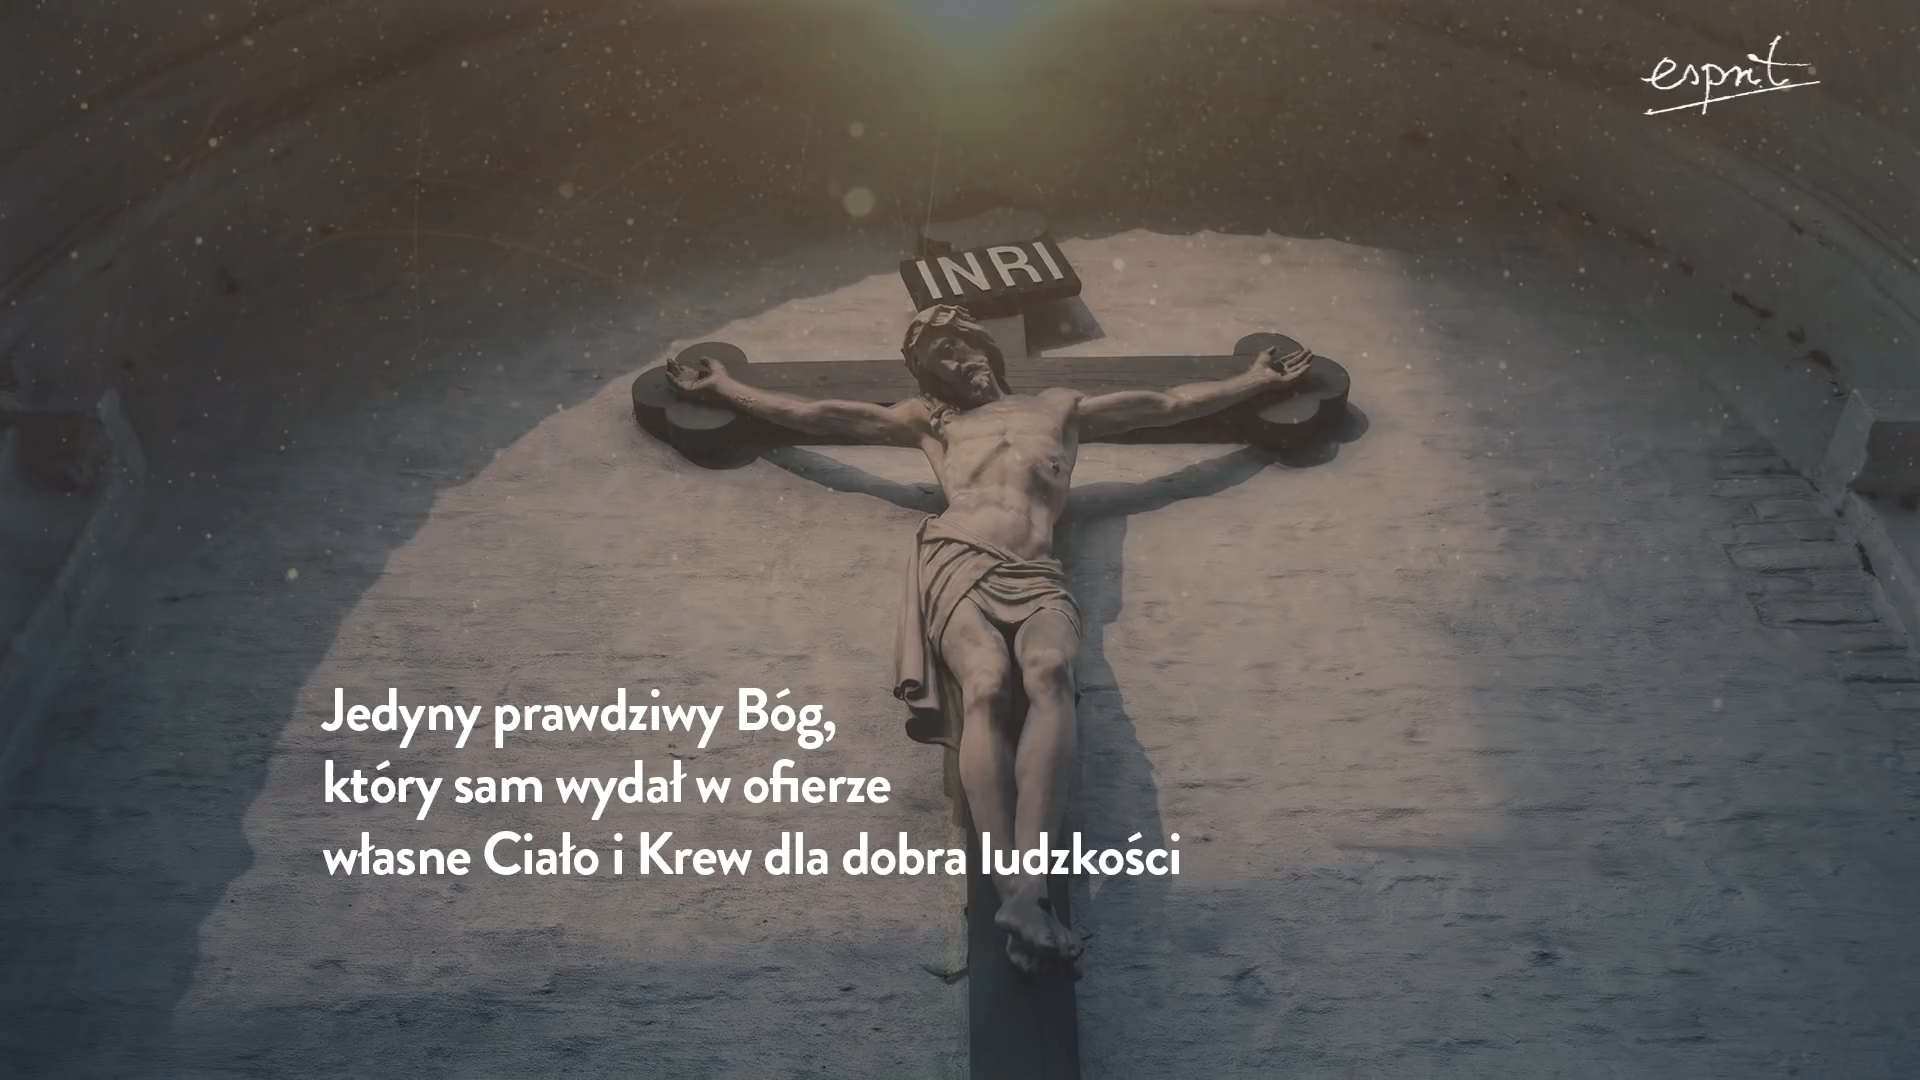 esprit
INRI
Jedyny prawdziwy Bóg,
który sam wydał w ofierze
własne Ciało i Krew dla dobra ludzkości